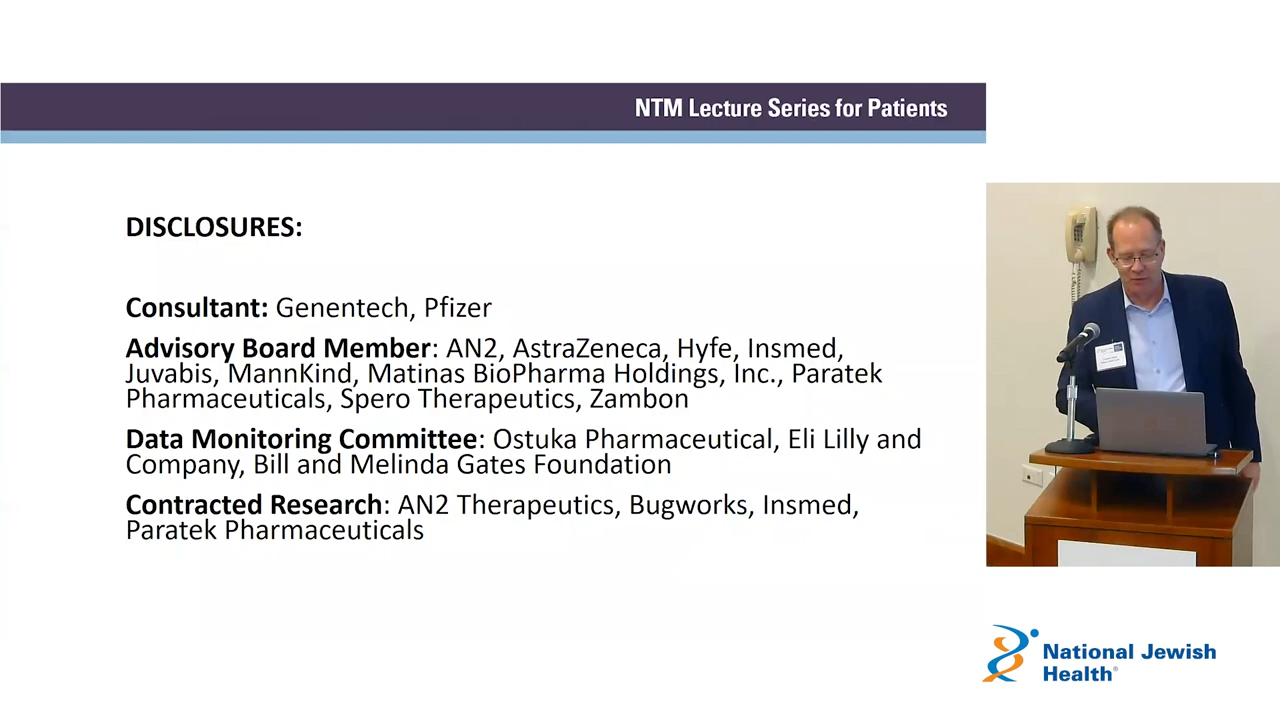 NTM Lecture Series for Patients
DISCLOSURES:
Consultant: Genentech, Pfizer
Advisory Board Member: AN2, AstraZeneca, Hyfe, Insmed,
Juvabis, MannKind, Matinas BioPharma Holdings, Inc., Paratek
Pharmaceuticals, Spero Therapeutics, Zambon
Data Monitoring Committee: Ostuka Pharmaceutical, Eli Lilly and
Company, Bill and Melinda Gates Foundation
Contracted Research: AN2 Therapeutics, Bugworks, Insmed,
Paratek Pharmaceuticals
National Jewish
Health®